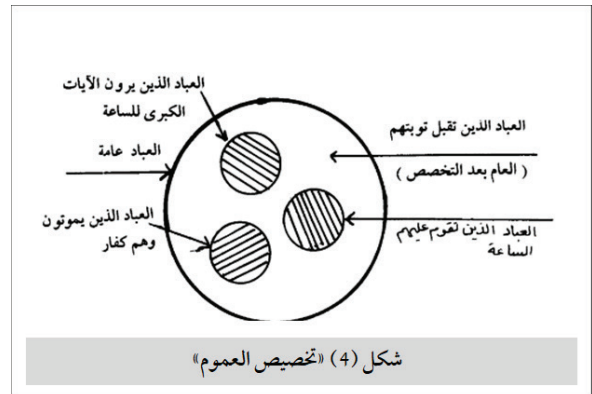 العباد الذين يرون الآيات
الكبرى للساعة
العباد عامة
العباد الذين يموتون
وهم كفار
العباد الذين تقبل توبتهم
(العام بعد التخصص)
العباد الذين تقوم عليهم
الساعة
شكل (4) «تخصيص العموم»